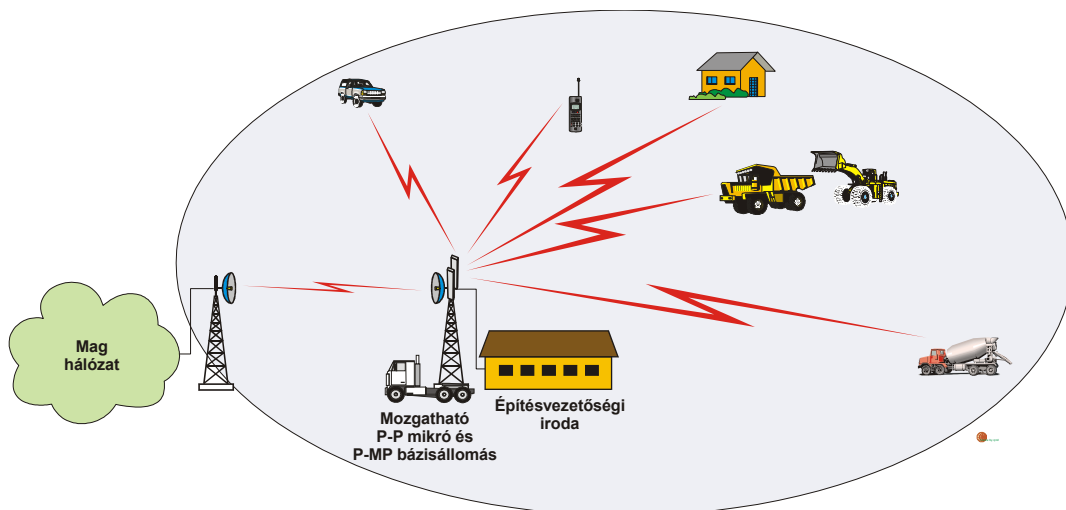 Mag
hálózat
Mozgatható
P-P mikró és
P-MP bázisállomás
Építésvezetőségi
iroda